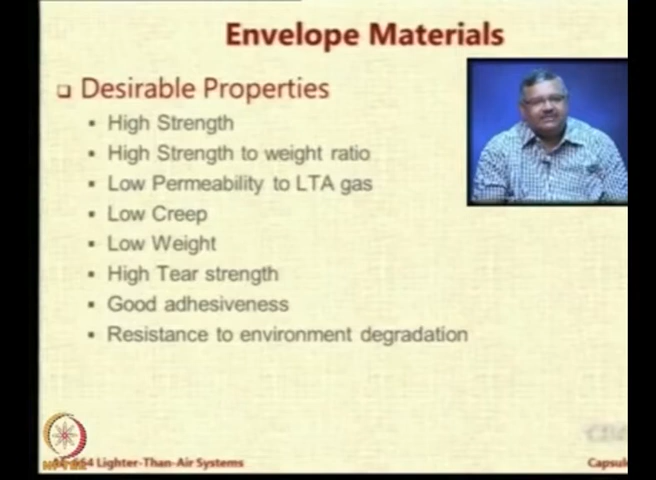 Envelope Materials
Desirable Properties
High Strength
High Strength to weight ratio
Low Permeability to LTA gas
Low Creep
Low Weight
High Tear strength
Good adhesiveness
Resistance to environment degradation
Lighter-Than-Air Systems
Capsul